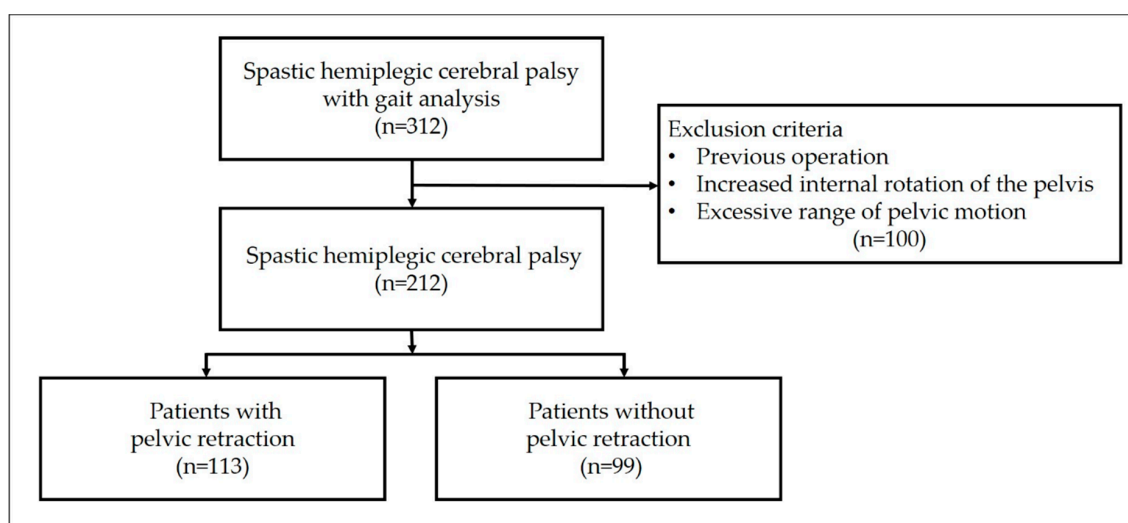 Spastic hemiplegic cerebral palsy
with gait analysis
(n=312)
Exclusion criteria
• Previous operation
• Increased internal rotation of the pelvis
• Excessive range of pelvic motion
(n=100)
Spastic hemiplegic cerebral palsy
(n=212)
Patients with
pelvic retraction
(n=113)
Patients without
pelvic retraction
(n=99)